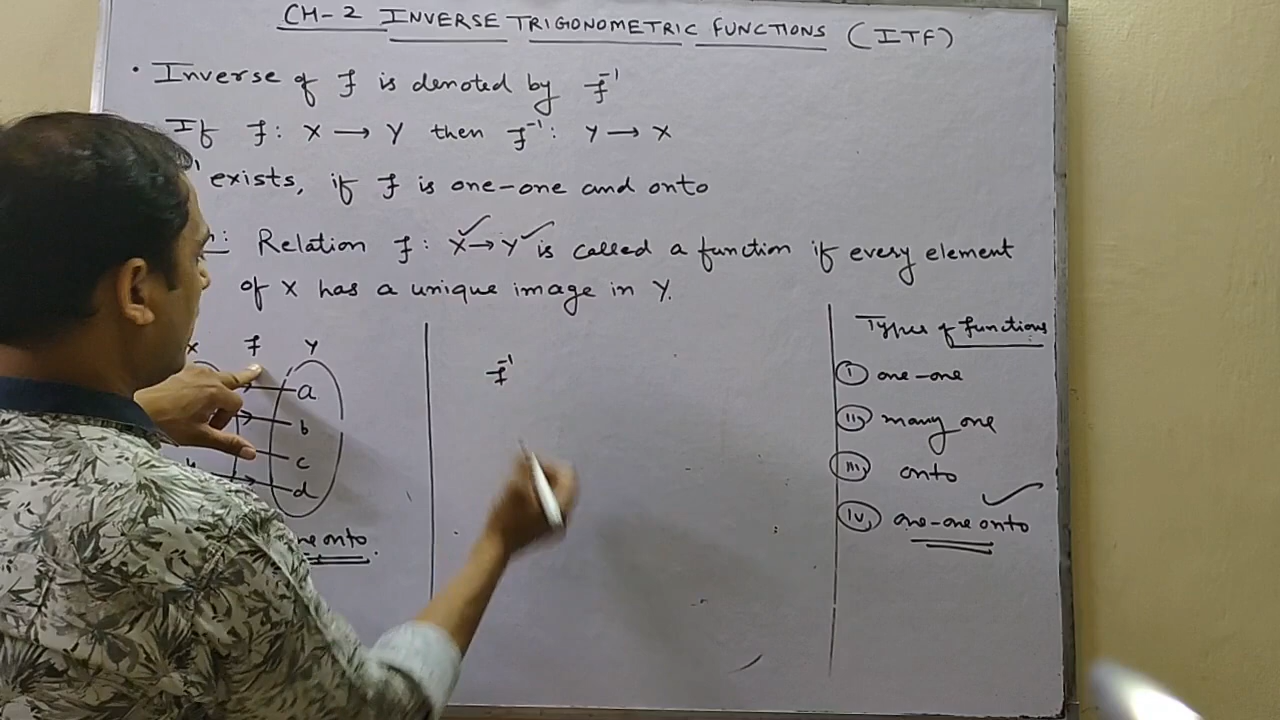 CH-2 INVERSE TRIGONOMETRIC FUNCTIONS (ITF)
• Inverse of f is denoted by f⁻¹
If f: X → Y then f⁻¹: Y → X
exists, if f is one-one and onto
: Relation f: X → Y is called a function if every element
of X has a unique image in Y.
X f Y
a
b
c
d
onto.
f⁻¹
Types of functions
(i) one-one
(ii) many one
(iii) onto
(iv) one-one onto